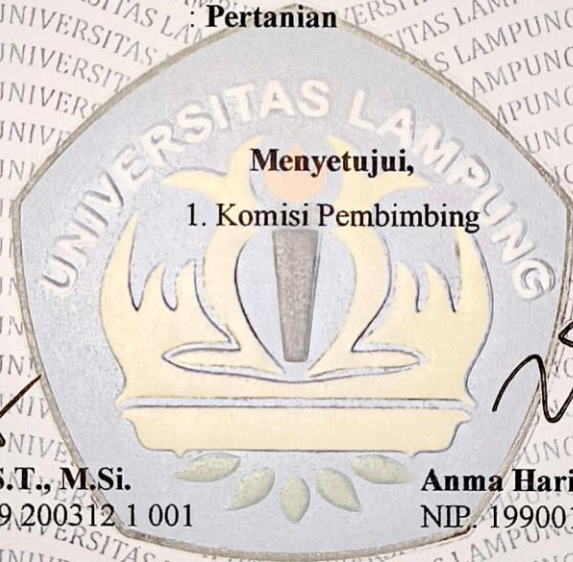 : Pertanian
UNIVERSITAS LAMPUNG
Menyetujui,
1. Komisi Pembimbing
S.T., M.Si.
9 200312 1 001
Anma Hari
NIP. 19900